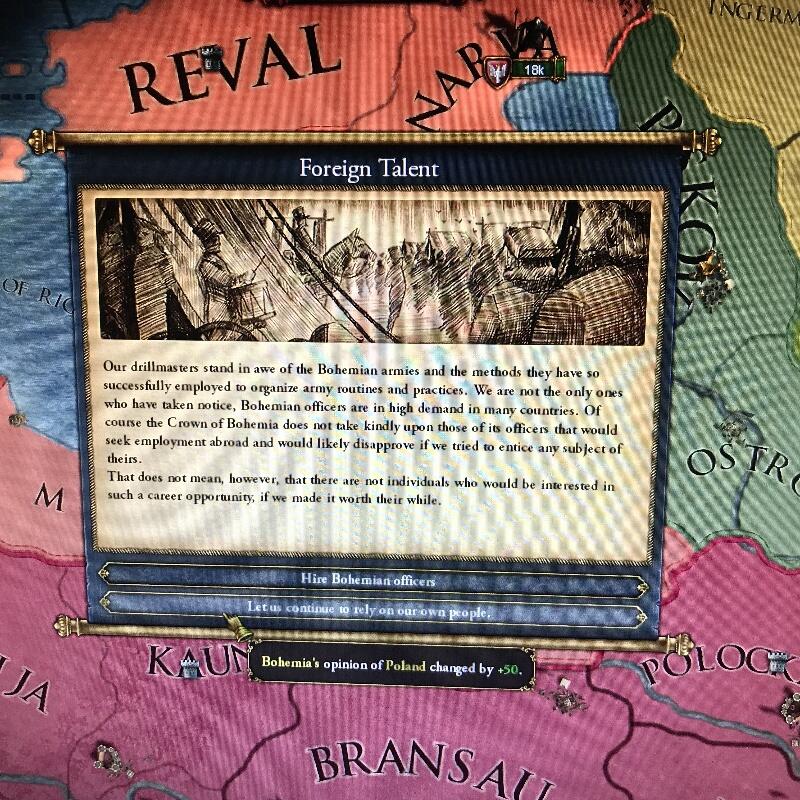 INGERM
REVAL
NARVA
18k
Foreign Talent
OF RIG
Our drillmasters stand in awe of the Bohemian armies and the methods they have so
successfully employed to organize army routines and practices. We are not the only ones
who have taken notice, Bohemian officers are in high demand in many countries. Of
course the Crown of Bohemia does not take kindly upon those of its officers that would
seek employment abroad and would likely disapprove if we tried to entice any subject of
theirs.
That does not mean, however, that there are not individuals who would be interested in
such a career opportunity, if we made it worth their while.
OSTRO
M
Hire Bohemian officers
Let us continue to rely on our own people.
KAUN
Bohemia's opinion of Poland changed by +50.
POLOCK
IJA
BRANSAU